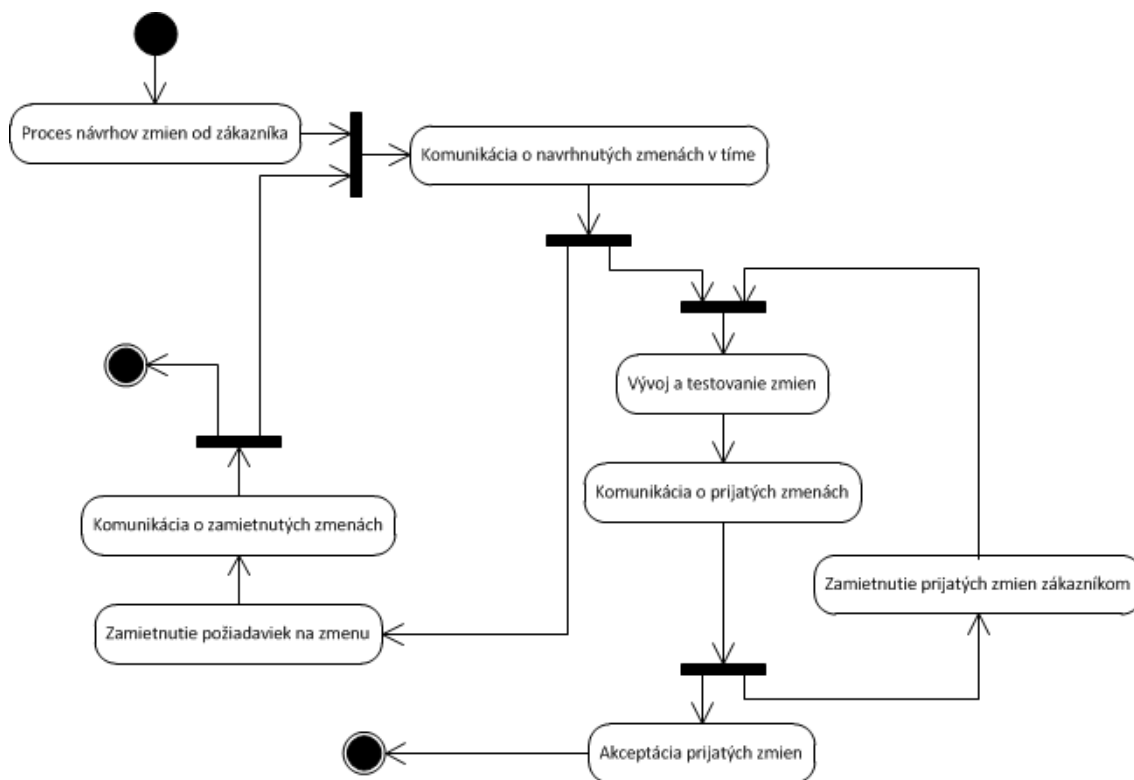 Proces návrhov zmien od zákazníka
Komunikácia o navrhnutých zmenách v tíme
Vývoj a testovanie zmien
Komunikácia o prijatých zmenách
Komunikácia o zamietnutých zmenách
Zamietnutie prijatých zmien zákazníkom
Zamietnutie požiadaviek na zmenu
Akceptácia prijatých zmien